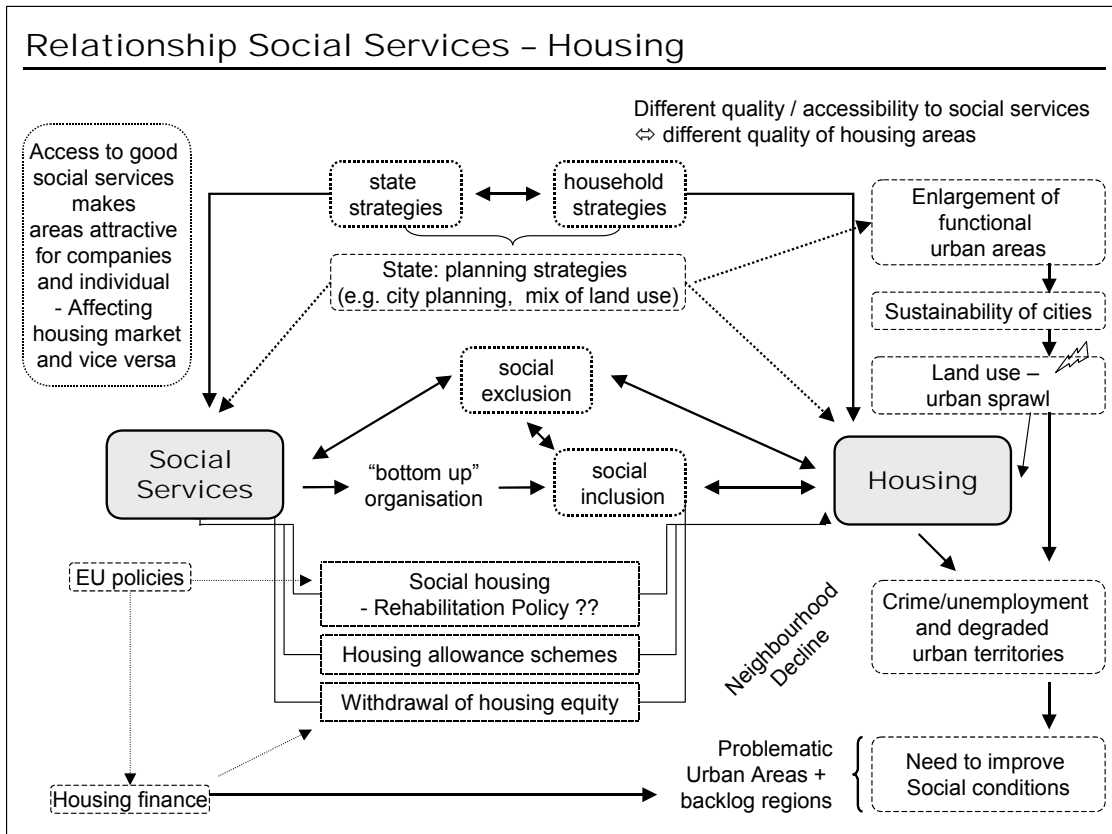 Relationship Social Services – Housing
Different quality / accessibility to social services
⇔ different quality of housing areas
Access to good
social services
makes
areas attractive
for companies
and individual
- Affecting
housing market
and vice versa
state
strategies
household
strategies
Enlargement of
functional
urban areas
State: planning strategies
(e.g. city planning, mix of land use)
Sustainability of cities
Land use –
urban sprawl
social
exclusion
Social
Services
“bottom up”
organisation
social
inclusion
Housing
EU policies
Social housing
- Rehabilitation Policy ??
Housing allowance schemes
Withdrawal of housing equity
Neighbourhood
Decline
Crime/unemployment
and degraded
urban territories
Problematic
Urban Areas +
backlog regions
Need to improve
Social conditions
Housing finance